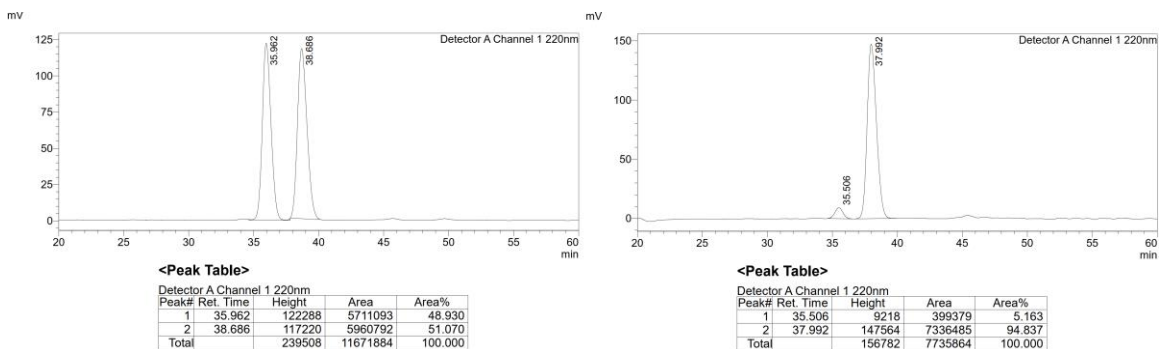 mV
Detector A Channel 1 220nm
125
100
75
50
25
0
35.962
38.686
20 25 30 35 40 45 50 55 60
min
<Peak Table>
Detector A Channel 1 220nm
Peak# Ret. Time Height Area Area%
1 35.962 122288 5711093 48.930
2 38.686 117220 5960792 51.070
Total 239508 11671884 100.000
mV
Detector A Channel 1 220nm
150
100
50
0
35.506
37.992
20 25 30 35 40 45 50 55 60
min
<Peak Table>
Detector A Channel 1 220nm
Peak# Ret. Time Height Area Area%
1 35.506 9218 399379 5.163
2 37.992 147564 7336485 94.837
Total 156782 7735864 100.000